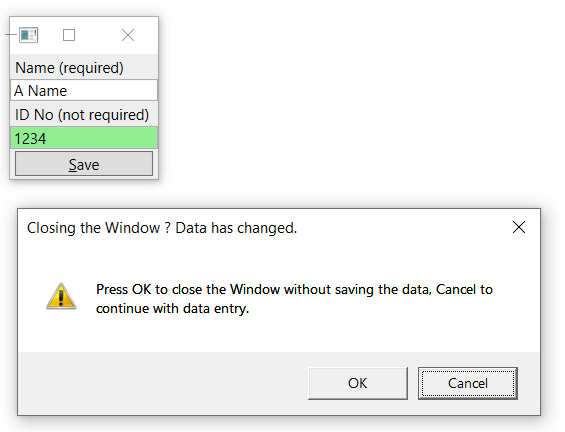 Name (required)
A Name
ID No (not required)
1234
Save
Closing the Window ? Data has changed.
Press OK to close the Window without saving the data, Cancel to
continue with data entry.
OK
Cancel